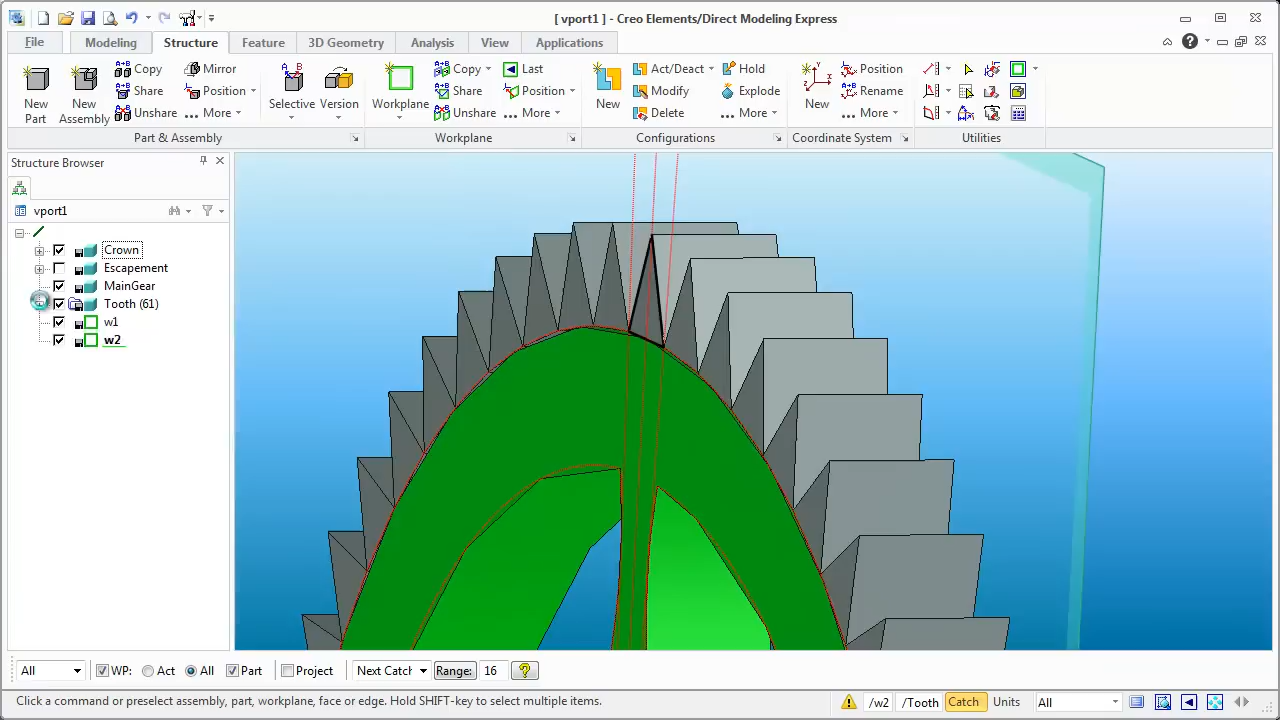 [ vport1 ] - Creo Elements/Direct Modeling Express
File Modeling Structure Feature 3D Geometry Analysis View Applications
New Part
New Assembly
Copy
Share
Unshare
Mirror
Position
... More
Selective
Version
Part & Assembly
Workplane
Copy
Share
Unshare
Last
Position
... More
Workplane
New
Act/Deact
Modify
Delete
Hold
Explode
... More
Configurations
New
Position
Rename
... More
Coordinate System
Utilities
Structure Browser
vport1
Crown
Escapement
MainGear
Tooth (61)
w1
w2
All WP: Act All Part Project Next Catch Range: 16 ?
Click a command or preselect assembly, part, workplane, face or edge. Hold SHIFT-key to select multiple items.
/w2 /Tooth Catch Units All